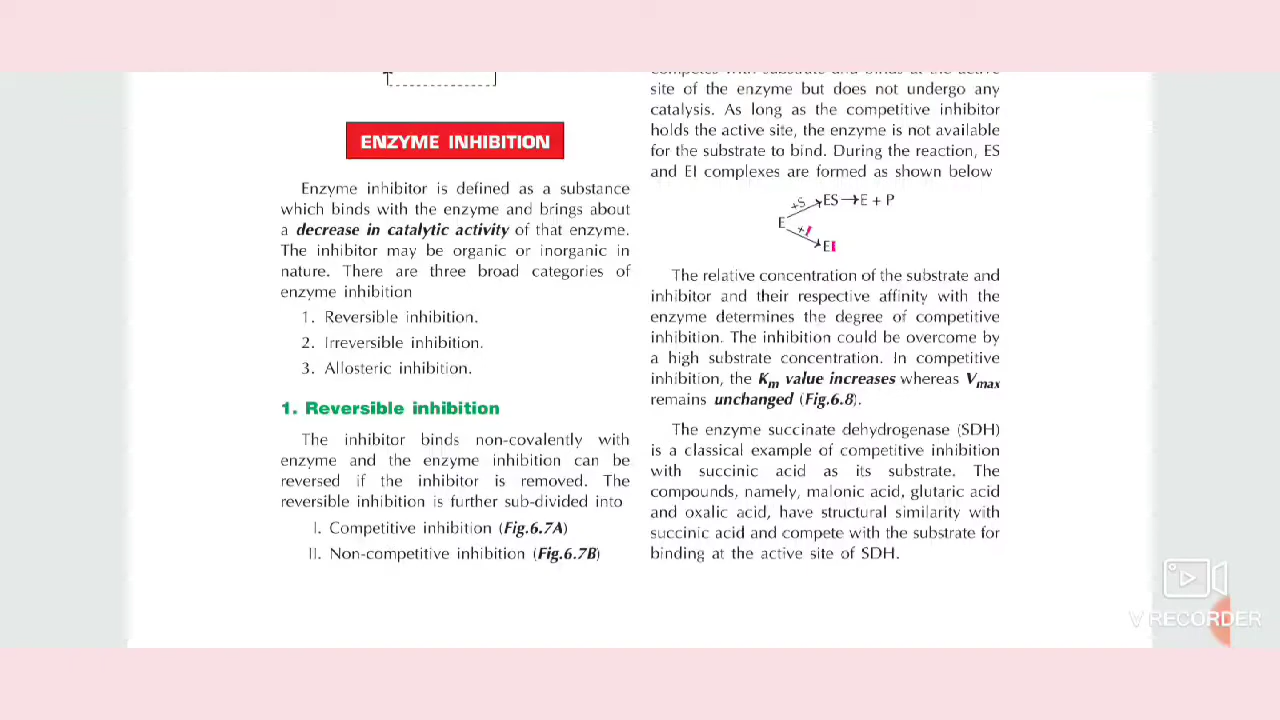 ENZYME INHIBITION
Enzyme inhibitor is defined as a substance
which binds with the enzyme and brings about
a decrease in catalytic activity of that enzyme.
The inhibitor may be organic or inorganic in
nature. There are three broad categories of
enzyme inhibition
1. Reversible inhibition.
2. Irreversible inhibition.
3. Allosteric inhibition.
1. Reversible inhibition
The inhibitor binds non-covalently with
enzyme and the enzyme inhibition can be
reversed if the inhibitor is removed. The
reversible inhibition is further sub-divided into
I. Competitive inhibition (Fig.6.7A)
II. Non-competitive inhibition (Fig.6.7B)
competes with substrate and binds at the active
site of the enzyme but does not undergo any
catalysis. As long as the competitive inhibitor
holds the active site, the enzyme is not available
for the substrate to bind. During the reaction, ES
and EI complexes are formed as shown below
+S ES → E + P
E
+I
EI
The relative concentration of the substrate and
inhibitor and their respective affinity with the
enzyme determines the degree of competitive
inhibition. The inhibition could be overcome by
a high substrate concentration. In competitive
inhibition, the Km value increases whereas Vmax
remains unchanged (Fig.6.8).
The enzyme succinate dehydrogenase (SDH)
is a classical example of competitive inhibition
with succinic acid as its substrate. The
compounds, namely, malonic acid, glutaric acid
and oxalic acid, have structural similarity with
succinic acid and compete with the substrate for
binding at the active site of SDH.
V RECORDER